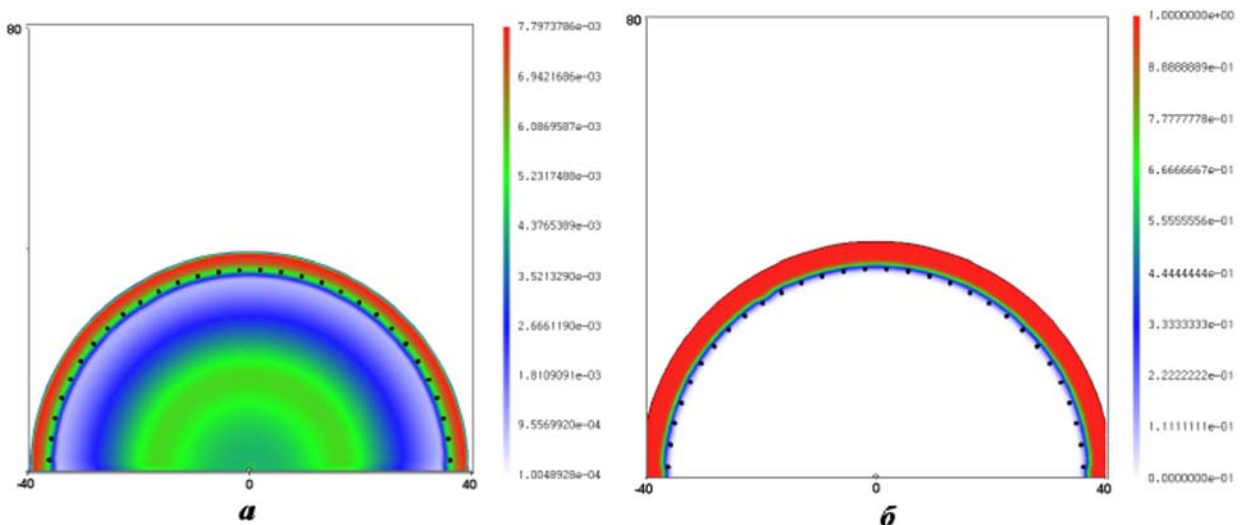 80
7.7973786e-03
6.9421686e-03
6.0869587e-03
5.2317488e-03
4.3765389e-03
3.5213290e-03
2.6661190e-03
1.8109091e-03
9.5569920e-04
1.0048928e-04
-40
0
40
а
80
1.0000000e+00
8.8888889e-01
7.7777778e-01
6.6666667e-01
5.5555556e-01
4.4444444e-01
3.3333333e-01
2.2222222e-01
1.1111111e-01
0.0000000e-01
-40
0
40
б